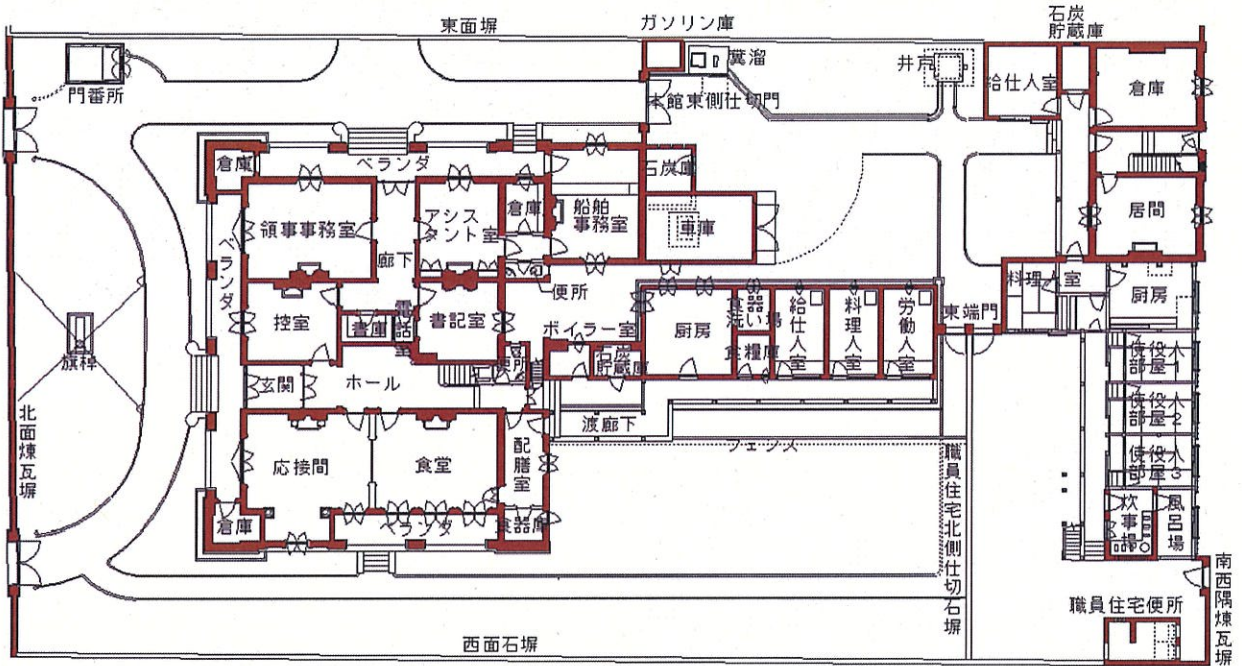 東面塀
ガソリン庫
石炭
貯蔵庫
門番所
糞溜
井戸
給仕人室
倉庫
本館東側仕切門
倉庫
ベランダ
石炭庫
領事事務室
アシス
タント室
倉庫
船舶
事務室
車庫
居間
ベランダ
廊下
便所
料理人室
厨房
控室
書庫
電話室
書記室
ボイラー室
厨房
食器洗い場
給仕人室
料理人室
労働人室
東端門
旗桿
食糧庫
石炭
貯蔵庫
便所
使役人
部屋1
玄関
ホール
使役人
部屋2
北面煉瓦塀
渡廊下
フェンス
使役人
部屋3
応接間
食堂
配膳室
職員住宅北側仕切石塀
炊事場
風呂場
倉庫
ベランダ
食器庫
南西隅煉瓦塀
職員住宅便所
西面石塀